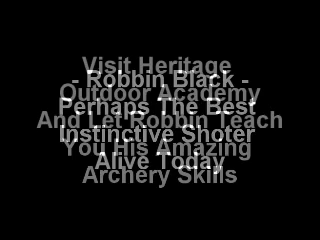 Visit Heritage
- Robbin Black -
Outdoor Academy
Perhaps The Best
And Let Robbin Teach
Instinctive Shoter
You His Amazing
Alive Today
Archery Skills